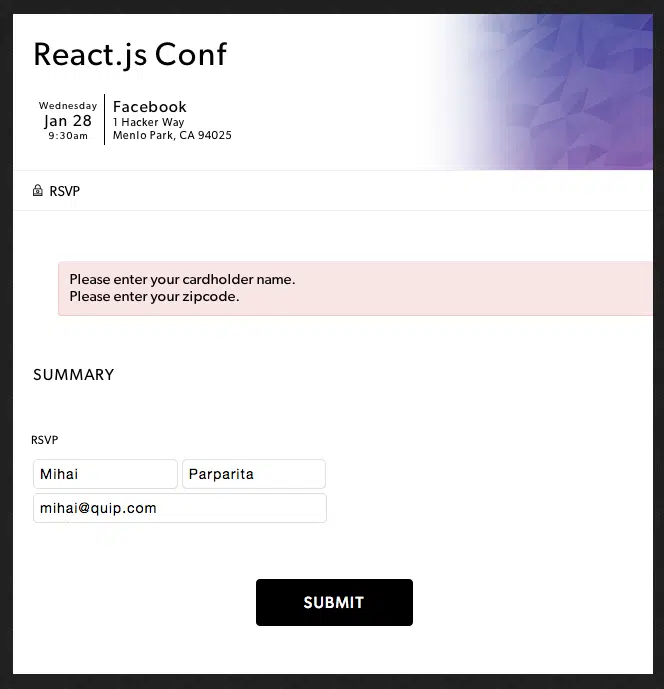 React.js Conf
Wednesday
Jan 28
9:30am
Facebook
1 Hacker Way
Menlo Park, CA 94025
RSVP
Please enter your cardholder name.
Please enter your zipcode.
SUMMARY
RSVP
Mihai
Parparita
mihai@quip.com
SUBMIT